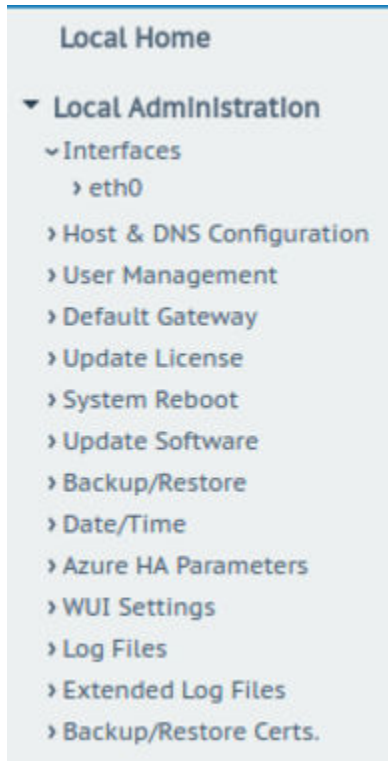 Local Home
Local Administration
Interfaces
eth0
Host & DNS Configuration
User Management
Default Gateway
Update License
System Reboot
Update Software
Backup/Restore
Date/Time
Azure HA Parameters
WUI Settings
Log Files
Extended Log Files
Backup/Restore Certs.